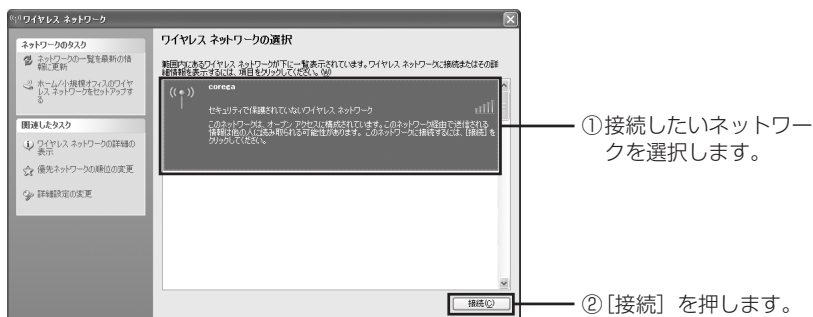 ワイヤレス ネットワーク
ネットワークのタスク
ネットワークの一覧を最新の情
報に更新
ホーム/小規模オフィスのワイヤ
レス ネットワークをセットアップす
る
関連したタスク
ワイヤレス ネットワークの詳細の
表示
優先ネットワークの順位の変更
詳細設定の変更
ワイヤレス ネットワークの選択
範囲内にあるワイヤレス ネットワークが下に一覧表示されています。ワイヤレス ネットワークに接続またはその詳
細情報を表示するには、項目をクリックしてください。(W)
corega
セキュリティで保護されていないワイヤレス ネットワーク
このネットワークは、オープン アクセスに構成されています。このネットワーク経由で送信される
情報は他の人に読み取られる可能性があります。このネットワークに接続するには、[接続] を
クリックしてください。
接続(C)
①接続したいネットワー
クを選択します。
②[接続] を押します。